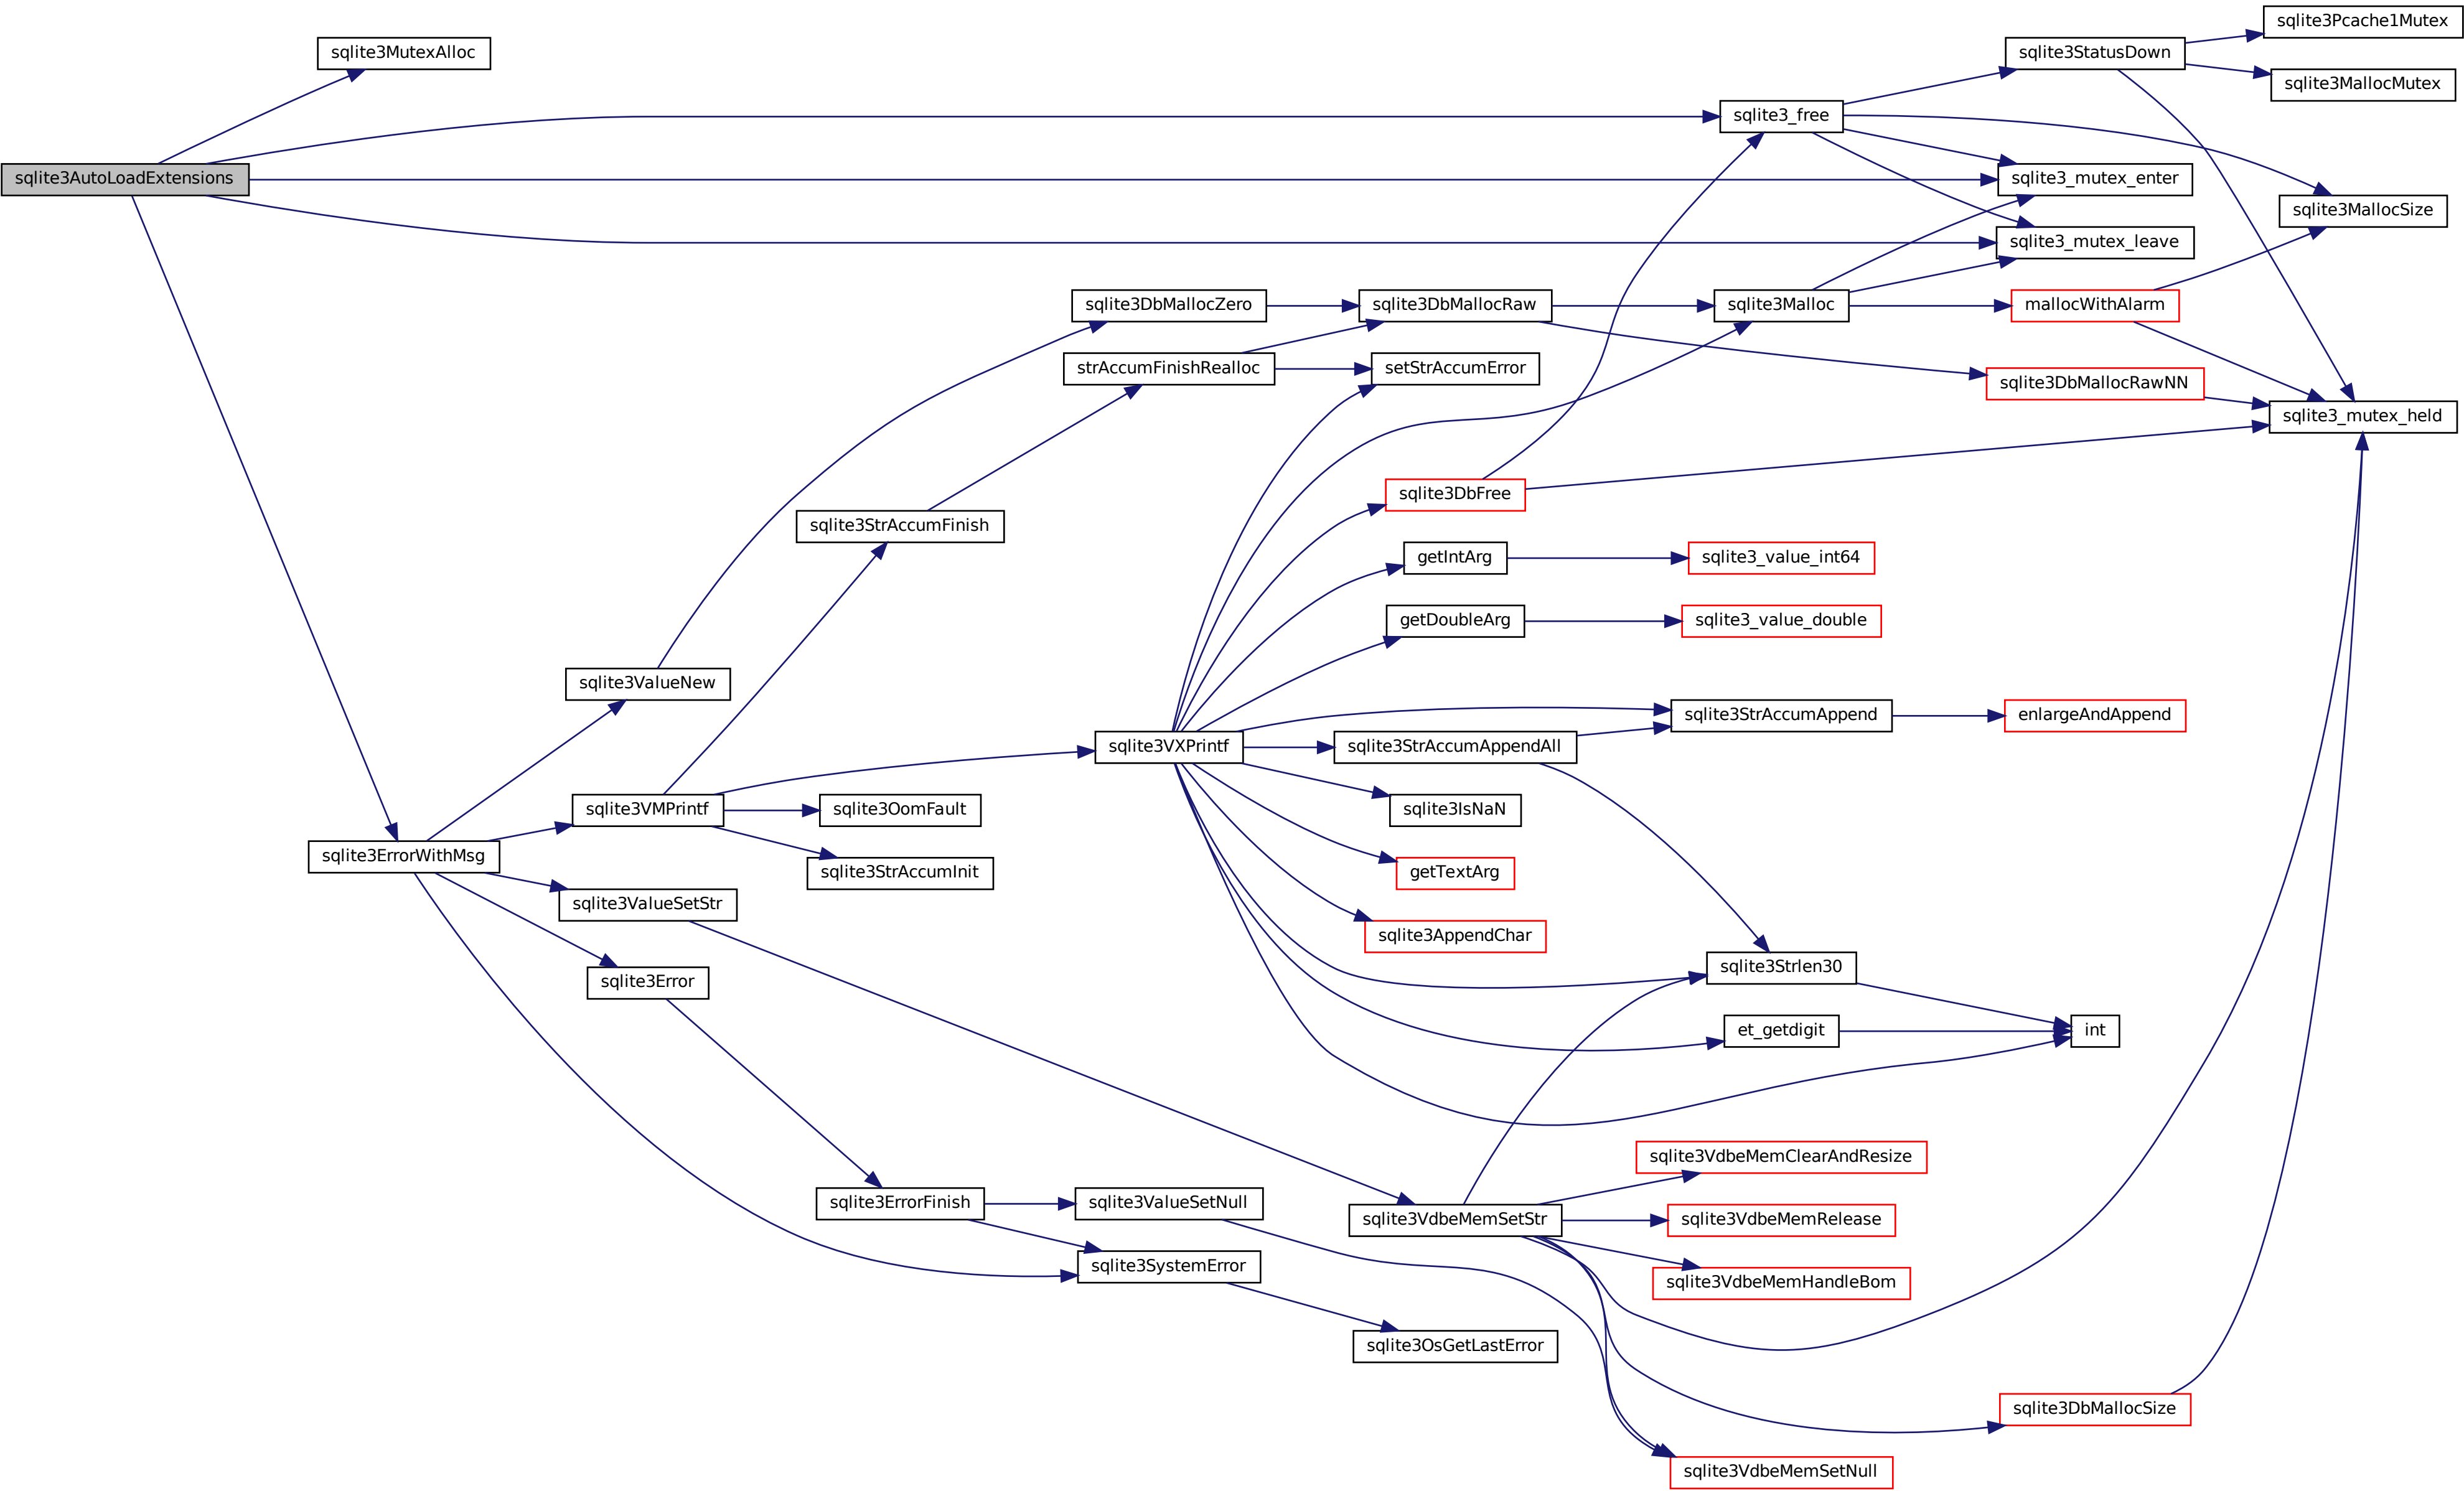 sqlite3AutoLoadExtensions
sqlite3MutexAlloc
sqlite3ErrorWithMsg
sqlite3ValueNew
sqlite3VMPrintf
sqlite3ValueSetStr
sqlite3Error
sqlite3StrAccumFinish
sqlite3OomFault
sqlite3StrAccumInit
sqlite3ErrorFinish
sqlite3DbMallocZero
strAccumFinishRealloc
sqlite3VXPrintf
sqlite3ValueSetNull
sqlite3SystemError
sqlite3DbMallocRaw
setStrAccumError
sqlite3DbFree
getIntArg
getDoubleArg
sqlite3StrAccumAppendAll
sqlite3IsNaN
getTextArg
sqlite3AppendChar
sqlite3VdbeMemSetStr
sqlite3OsGetLastError
sqlite3_free
sqlite3Malloc
sqlite3_value_int64
sqlite3_value_double
sqlite3StrAccumAppend
sqlite3Strlen30
et_getdigit
sqlite3VdbeMemClearAndResize
sqlite3VdbeMemRelease
sqlite3VdbeMemHandleBom
sqlite3VdbeMemSetNull
sqlite3StatusDown
sqlite3_mutex_enter
sqlite3_mutex_leave
mallocWithAlarm
sqlite3DbMallocRawNN
enlargeAndAppend
int
sqlite3DbMallocSize
sqlite3Pcache1Mutex
sqlite3MallocMutex
sqlite3MallocSize
sqlite3_mutex_held